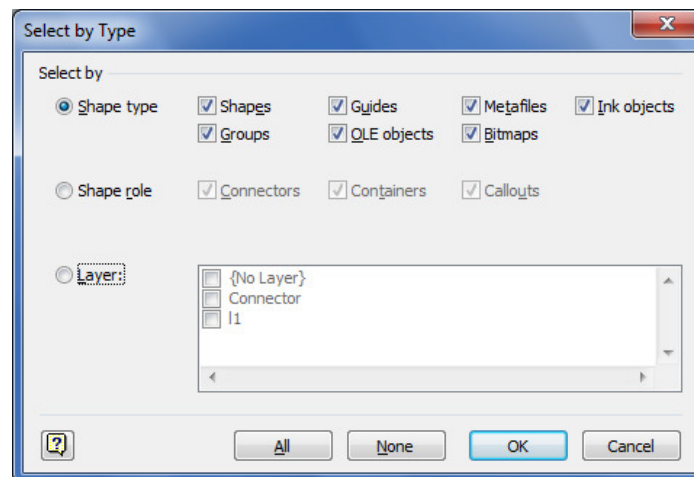 Select by Type
Select by
Shape type Shapes Guides Metafiles Ink objects
Groups OLE objects Bitmaps
Shape role Connectors Containers Callouts
Layer: {No Layer}
Connector
l1
All None OK Cancel